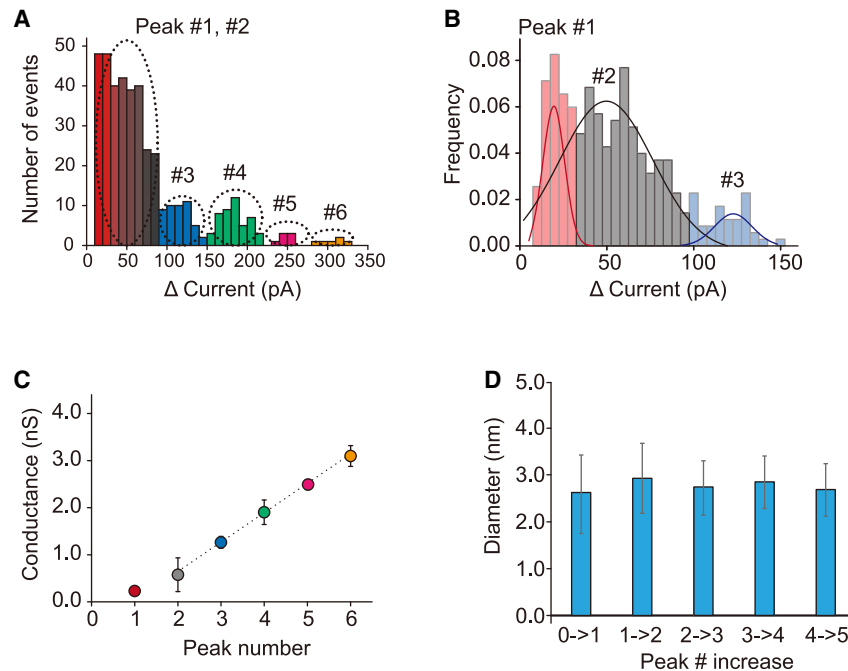 A
Peak #1, #2
Number of events
50
40
30
20
10
0
#3
#4
#5
#6
0 50 100 150 200 250 300 350
Δ Current (pA)
B
Peak #1
#2
#3
Frequency
0.08
0.06
0.04
0.02
0.00
0 50 100 150
Δ Current (pA)
C
Conductance (nS)
4.0
3.0
2.0
1.0
0.0
0 1 2 3 4 5 6
Peak number
D
Diameter (nm)
5.0
4.0
3.0
2.0
1.0
0.0
0->1 1->2 2->3 3->4 4->5
Peak # increase